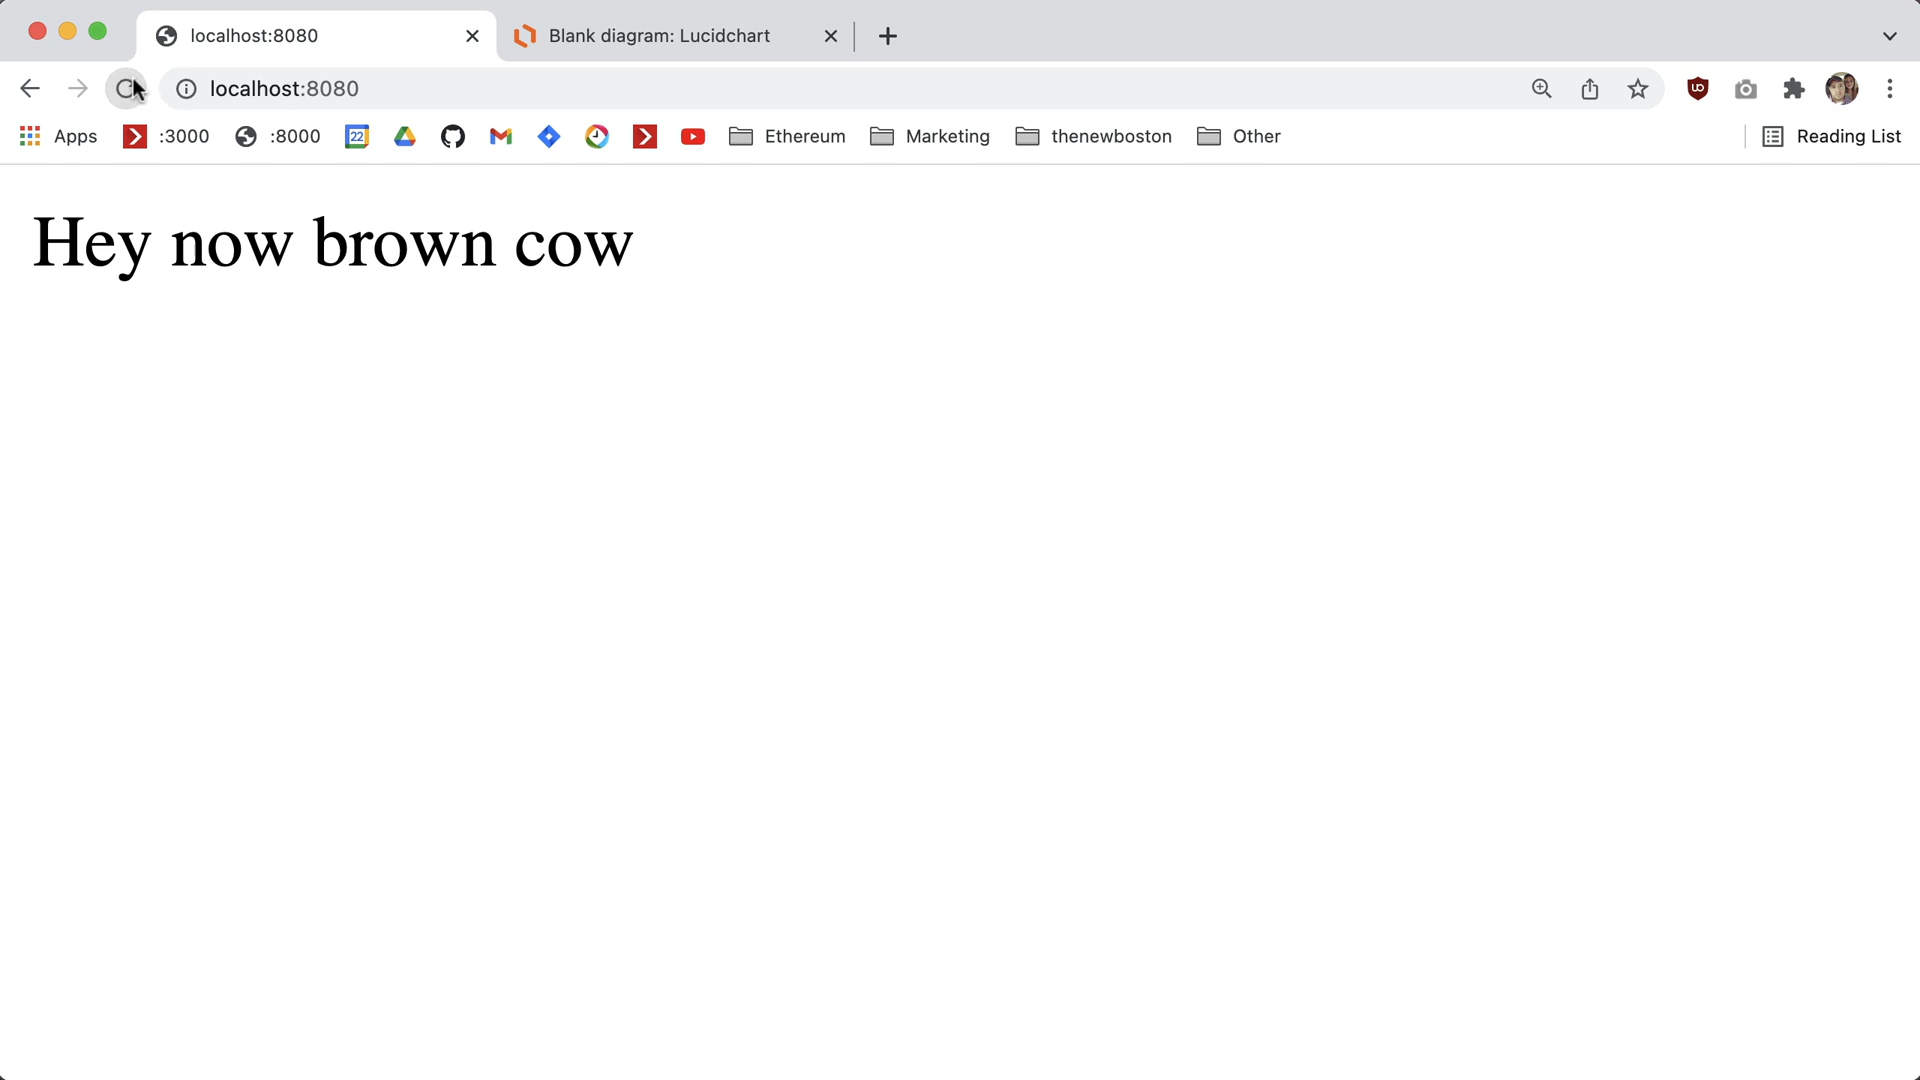 localhost:8080
Blank diagram: Lucidchart
localhost:8080
Apps :3000 :8000 22 Ethereum Marketing thenewboston Other Reading List
Hey now brown cow